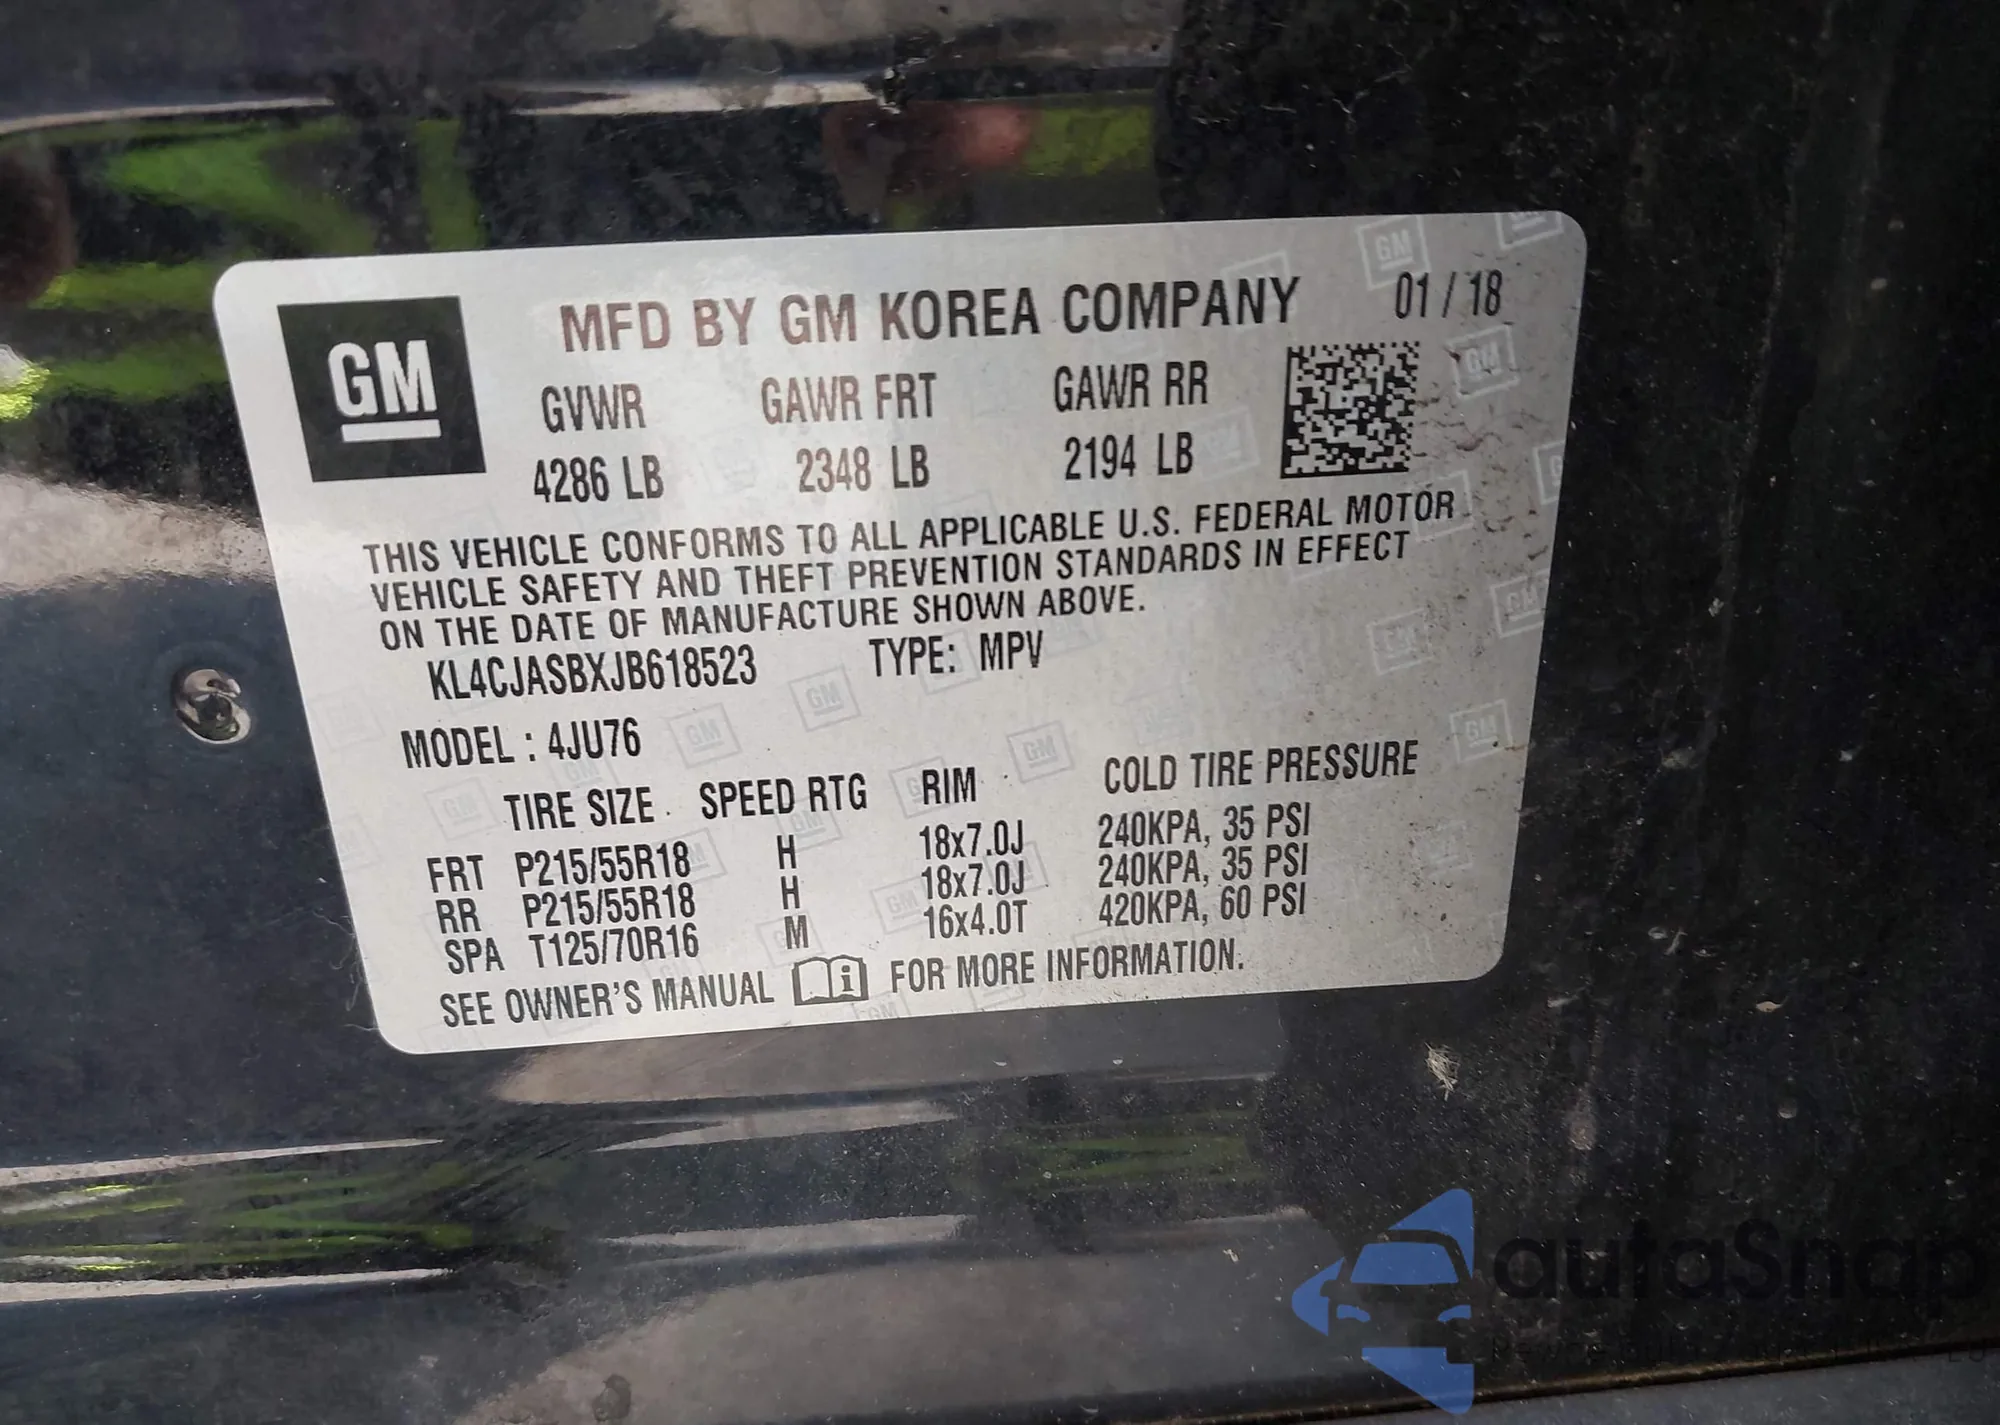 GM
MFD BY GM KOREA COMPANY 01 / 18
GVWR GAWR FRT GAWR RR
4286 LB 2348 LB 2194 LB
THIS VEHICLE CONFORMS TO ALL APPLICABLE U.S. FEDERAL MOTOR
VEHICLE SAFETY AND THEFT PREVENTION STANDARDS IN EFFECT
ON THE DATE OF MANUFACTURE SHOWN ABOVE.
KL4CJASBXJB618523 TYPE: MPV
MODEL : 4JU76
TIRE SIZE SPEED RTG RIM COLD TIRE PRESSURE
FRT P215/55R18 H 18x7.0J 240KPA, 35 PSI
RR P215/55R18 H 18x7.0J 240KPA, 35 PSI
SPA T125/70R16 M 16x4.0T 420KPA, 60 PSI
SEE OWNER'S MANUAL FOR MORE INFORMATION.
autaSnap